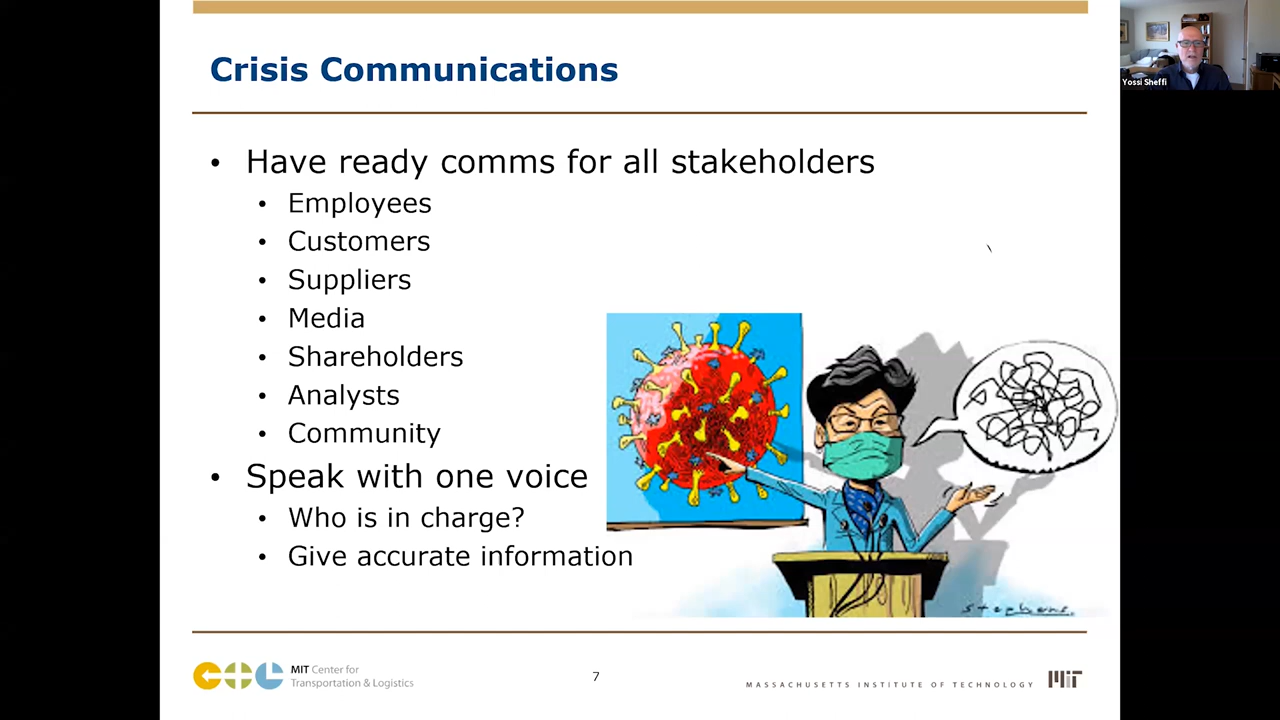 Crisis Communications
Yossi Sheffi
• Have ready comms for all stakeholders
• Employees
• Customers
• Suppliers
• Media
• Shareholders
• Analysts
• Community
• Speak with one voice
• Who is in charge?
• Give accurate information
stephens.
MIT Center for
Transportation & Logistics
7
MASSACHUSETTS INSTITUTE OF TECHNOLOGY
MIT